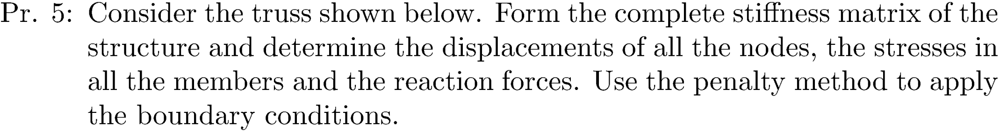 Pr. 5: Consider the truss shown below. Form the complete stiffness matrix of the
structure and determine the displacements of all the nodes, the stresses in
all the members and the reaction forces. Use the penalty method to apply
the boundary conditions.